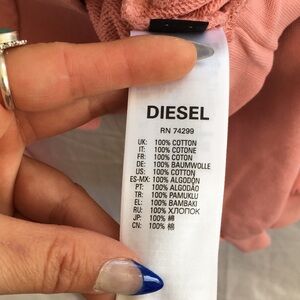 DIESEL
RN 74299
UK: 100% COTTON
IT: 100% COTONE
FR: 100% COTON
DE: 100% BAUMWOLLE
US: 100% COTTON
ES-MX: 100% ALGODÓN
PT: 100% ALGODÃO
TR: 100% PAMUKLU
EL: 100% BAMBAKI
RU: 100% ХЛОПОК
JP: 100% 綿
CN: 100% 棉